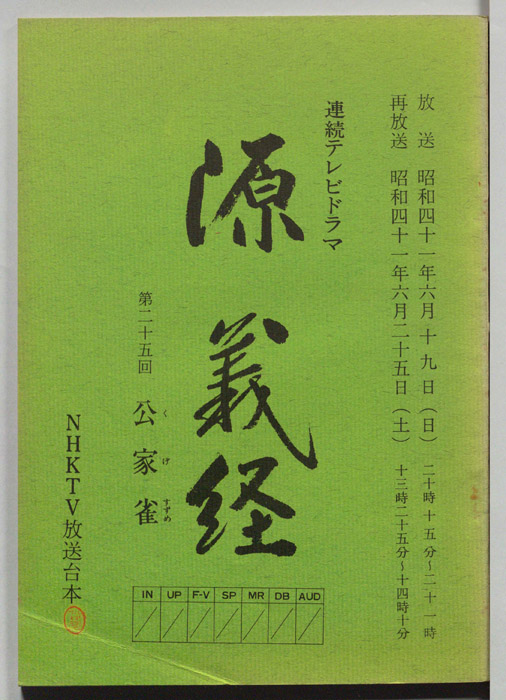 放送 昭和四十一年六月十九日（日） 二十時十五分〜二十一時
再放送 昭和四十一年六月二十五日（土） 十三時二十五分〜十四時十分
連続テレビドラマ
源義経
第二十五回 公家雀
くげすずめ
NHKTV放送台本
IN UP F-V SP MR DB AUD